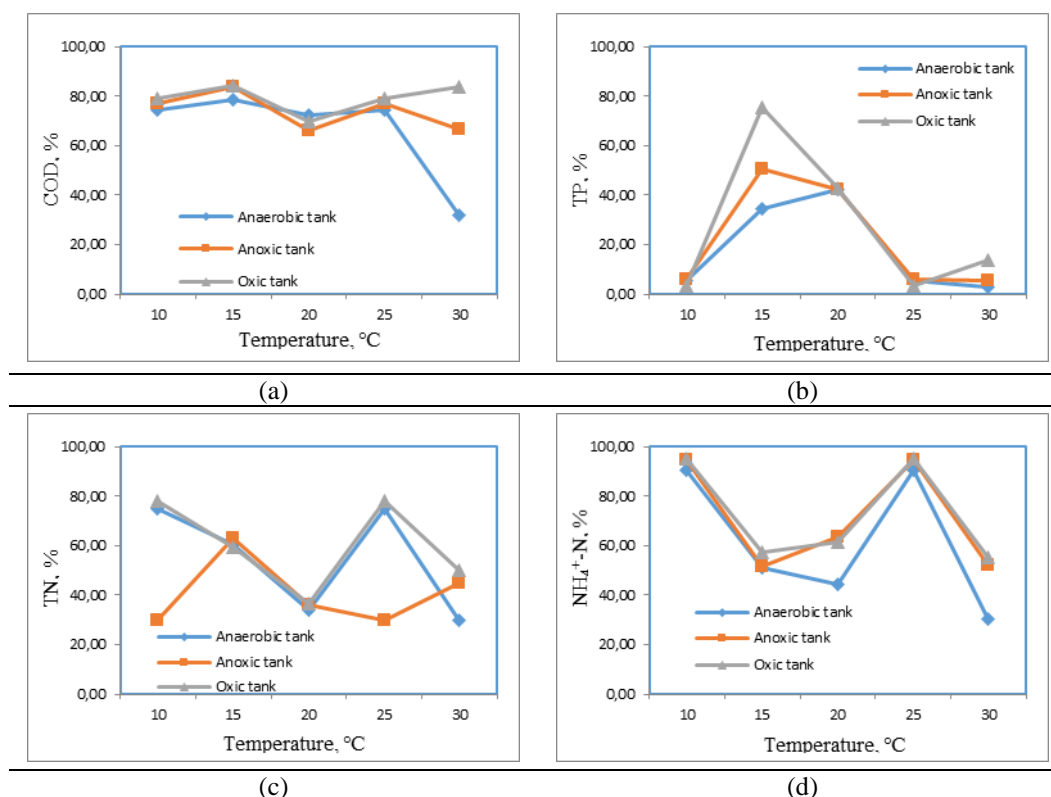 100,00
80,00
60,00
40,00
20,00
0,00
COD, %
Anaerobic tank
Anoxic tank
Oxic tank
10 15 20 25 30
Temperature, °C
100,00
80,00
60,00
40,00
20,00
0,00
TP, %
Anaerobic tank
Anoxic tank
Oxic tank
10 15 20 25 30
Temperature, °C
(a) (b)
100,00
80,00
60,00
40,00
20,00
0,00
TN, %
Anaerobic tank
Anoxic tank
Oxic tank
10 15 20 25 30
Temperature, °C
100,00
80,00
60,00
40,00
20,00
0,00
NH₄⁺-N, %
Anaerobic tank
Anoxic tank
Oxic tank
10 15 20 25 30
Temperature, °C
(c) (d)